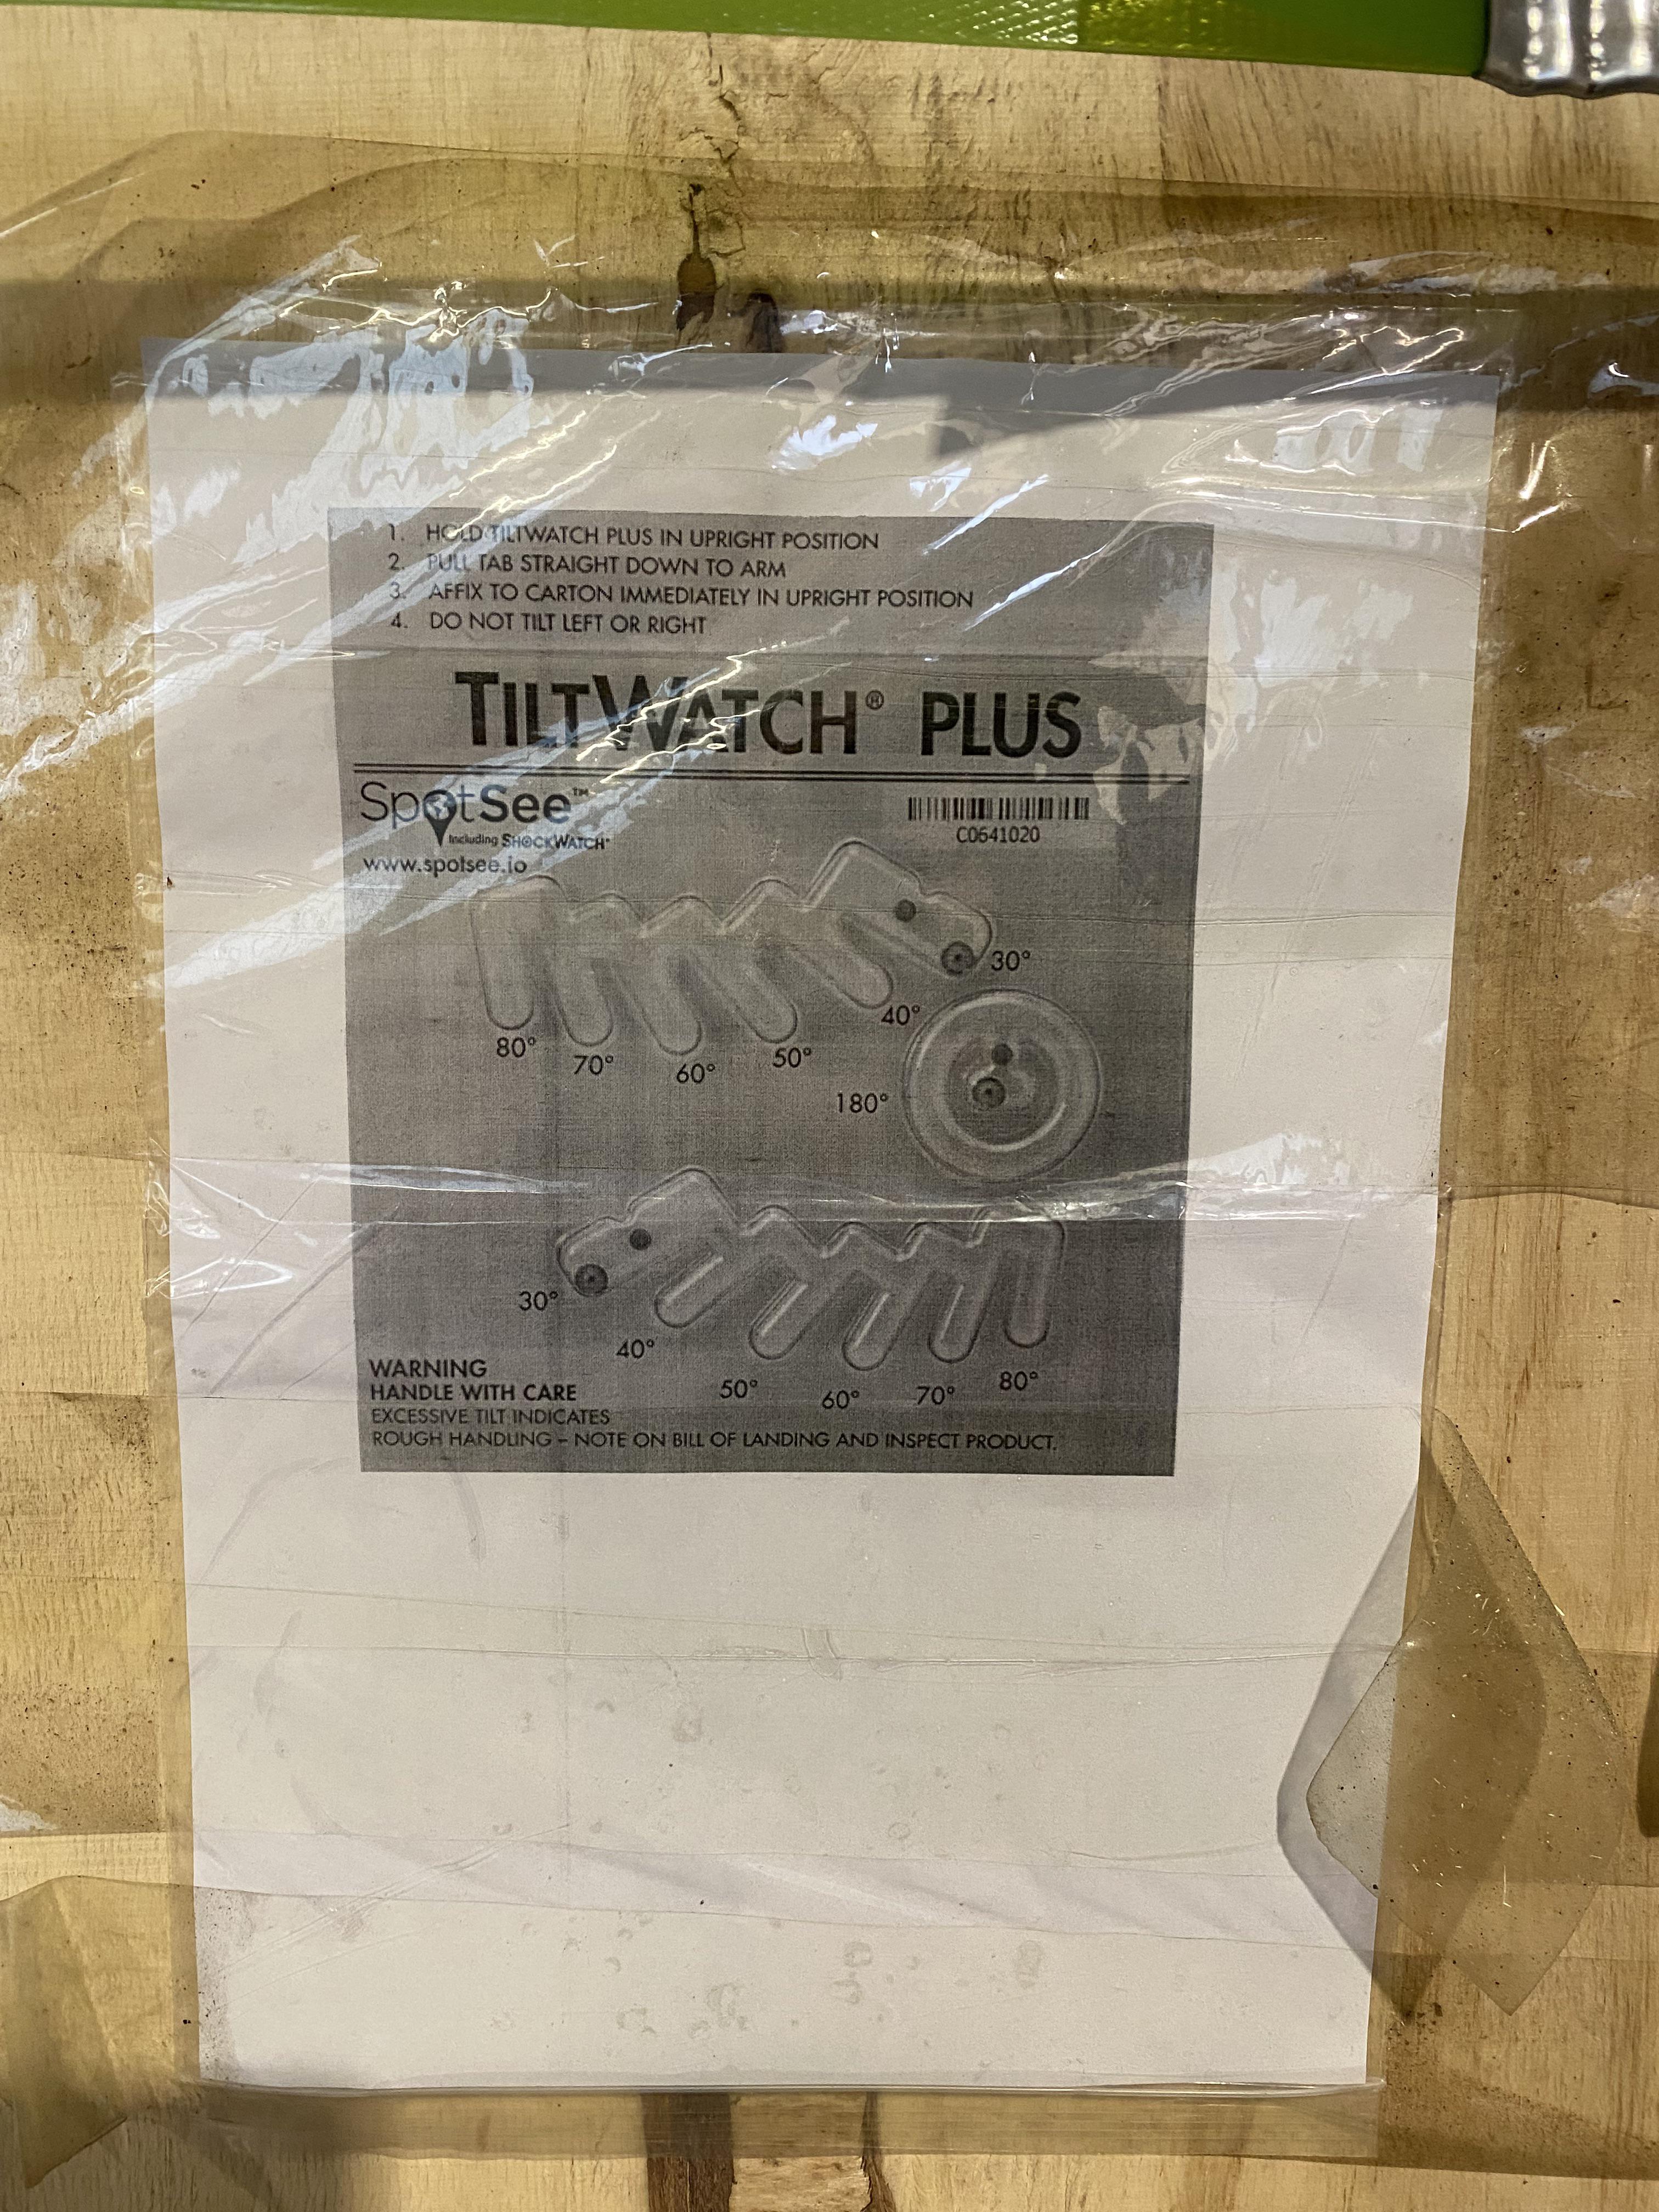 1. HOLD TILTWATCH PLUS IN UPRIGHT POSITION
2. PULL TAB STRAIGHT DOWN TO ARM
3. AFFIX TO CARTON IMMEDIATELY IN UPRIGHT POSITION
4. DO NOT TILT LEFT OR RIGHT
TILTWATCH® PLUS
SpotSee™
Including SHOCKWATCH®
www.spotsee.io
C0641020
30°
40°
50°
60°
70°
80°
180°
30°
40°
50°
60°
70°
80°
WARNING
HANDLE WITH CARE
EXCESSIVE TILT INDICATES
ROUGH HANDLING – NOTE ON BILL OF LANDING AND INSPECT PRODUCT.